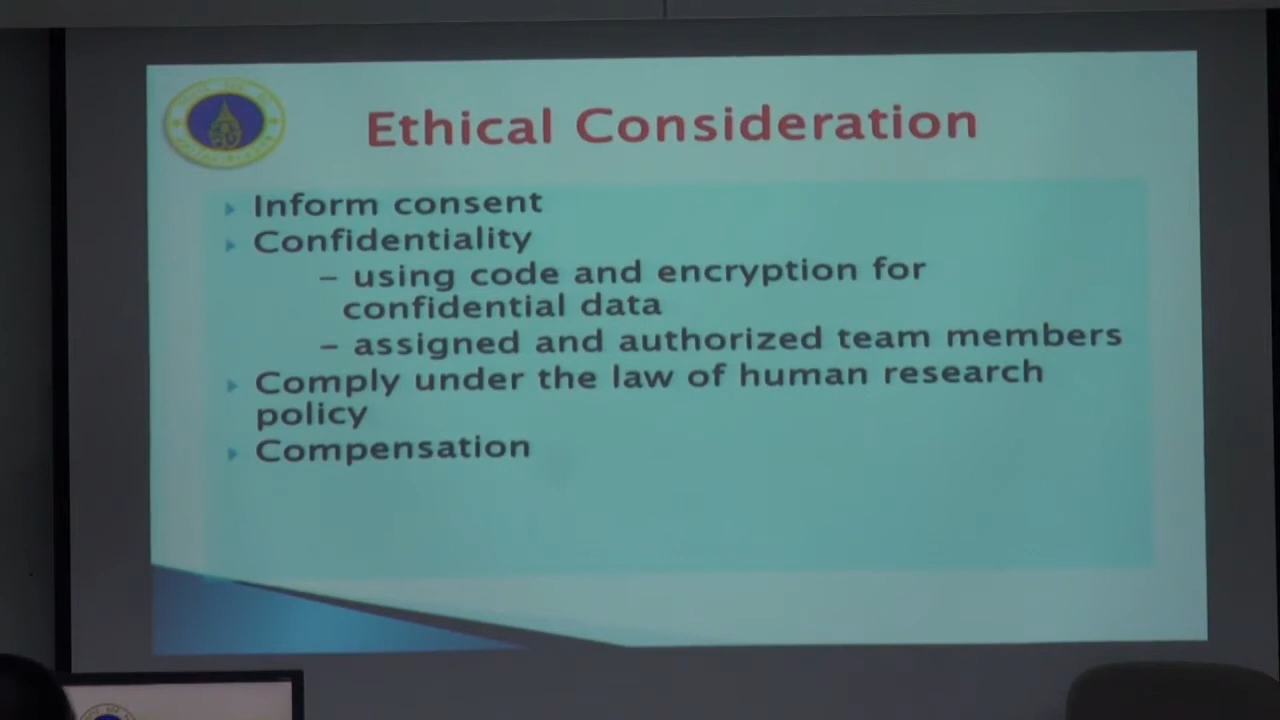 Ethical Consideration
Inform consent
Confidentiality
– using code and encryption for
confidential data
– assigned and authorized team members
Comply under the law of human research
policy
Compensation